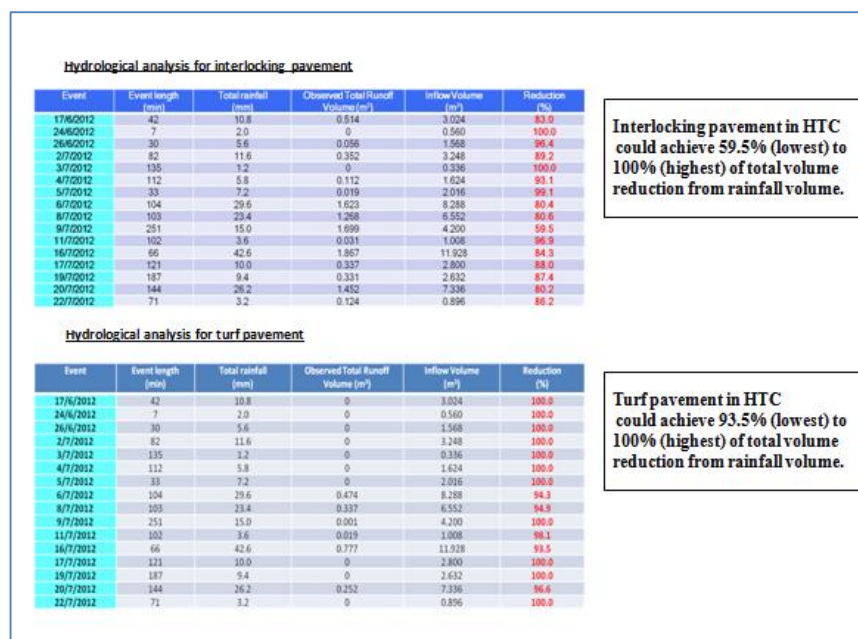 Hydrological analysis for interlocking pavement
Event Event length (min) Total rainfall (mm) Observed Total Runoff Volume (m³) Inflow Volume (m³) Reduction (%)
17/6/2012 42 10.8 0.514 3.024 83.0
24/6/2012 7 2.0 0 0.560 100.0
26/6/2012 30 5.6 0.056 1.568 96.4
2/7/2012 82 11.6 0.352 3.248 89.2
3/7/2012 135 1.2 0 0.336 100.0
4/7/2012 112 5.8 0.112 1.624 93.1
5/7/2012 33 7.2 0.019 2.016 99.1
6/7/2012 104 29.6 1.623 8.288 80.4
8/7/2012 103 23.4 1.268 6.552 80.6
9/7/2012 251 15.0 1.699 4.200 59.5
11/7/2012 102 3.6 0.031 1.008 96.9
16/7/2012 66 42.6 1.867 11.928 84.3
17/7/2012 121 10.0 0.337 2.800 88.0
19/7/2012 187 9.4 0.331 2.632 87.4
20/7/2012 144 26.2 1.452 7.336 80.2
22/7/2012 71 3.2 0.124 0.896 86.2
Interlocking pavement in HTC
could achieve 59.5% (lowest) to
100% (highest) of total volume
reduction from rainfall volume.
Hydrological analysis for turf pavement
Event Event length (min) Total rainfall (mm) Observed Total Runoff Volume (m³) Inflow Volume (m³) Reduction (%)
17/6/2012 42 10.8 0 3.024 100.0
24/6/2012 7 2.0 0 0.560 100.0
26/6/2012 30 5.6 0 1.568 100.0
2/7/2012 82 11.6 0 3.248 100.0
3/7/2012 135 1.2 0 0.336 100.0
4/7/2012 112 5.8 0 1.624 100.0
5/7/2012 33 7.2 0 2.016 100.0
6/7/2012 104 29.6 0.474 8.288 94.3
8/7/2012 103 23.4 0.337 6.552 94.9
9/7/2012 251 15.0 0.001 4.200 100.0
11/7/2012 102 3.6 0.019 1.008 98.1
16/7/2012 66 42.6 0.777 11.928 93.5
17/7/2012 121 10.0 0 2.800 100.0
19/7/2012 187 9.4 0 2.632 100.0
20/7/2012 144 26.2 0.252 7.336 96.6
22/7/2012 71 3.2 0 0.896 100.0
Turf pavement in HTC
could achieve 93.5% (lowest) to
100% (highest) of total volume
reduction from rainfall volume.